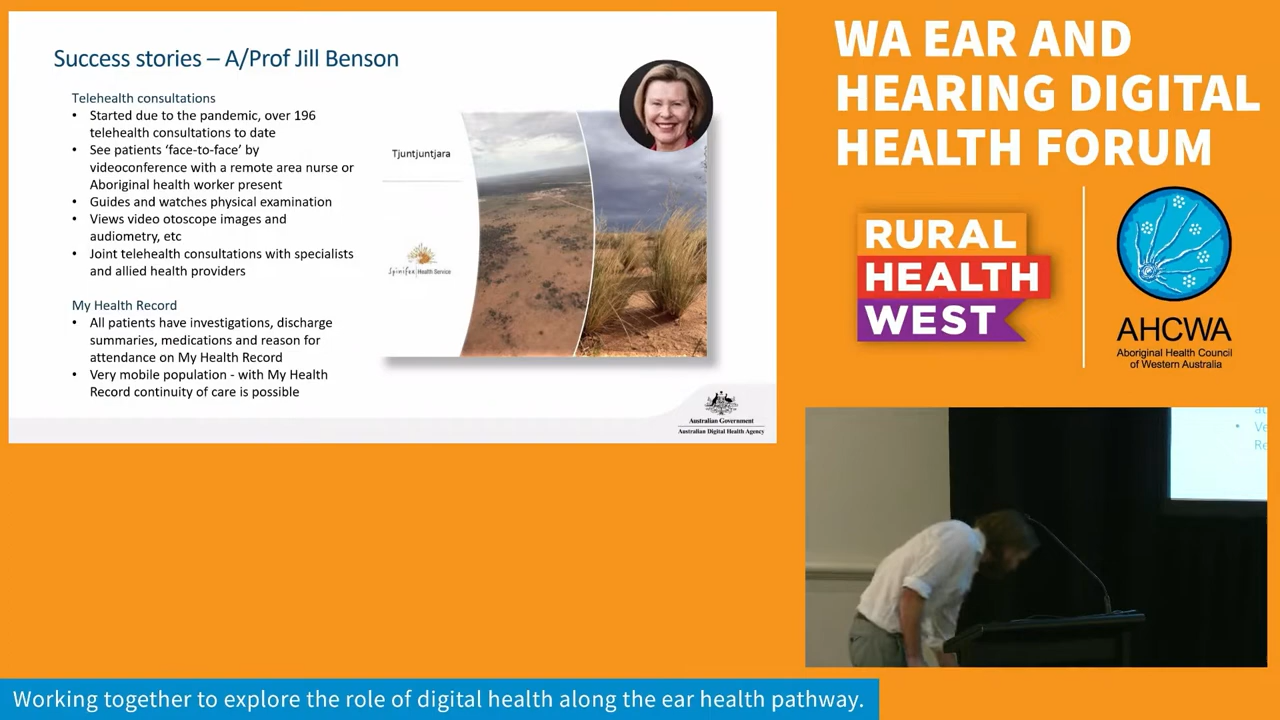 Success stories – A/Prof Jill Benson
Telehealth consultations
• Started due to the pandemic, over 196
telehealth consultations to date
• See patients ‘face-to-face’ by
videoconference with a remote area nurse or
Aboriginal health worker present
• Guides and watches physical examination
• Views video otoscope images and
audiometry, etc
• Joint telehealth consultations with specialists
and allied health providers
My Health Record
• All patients have investigations, discharge
summaries, medications and reason for
attendance on My Health Record
• Very mobile population - with My Health
Record continuity of care is possible
Tjuntjuntjara
Spinifex Health Service
Australian Government
Australian Digital Health Agency
WA EAR AND
HEARING DIGITAL
HEALTH FORUM
RURAL
HEALTH
WEST
AHCWA
Aboriginal Health Council
of Western Australia
• Ve
Re
Working together to explore the role of digital health along the ear health pathway.